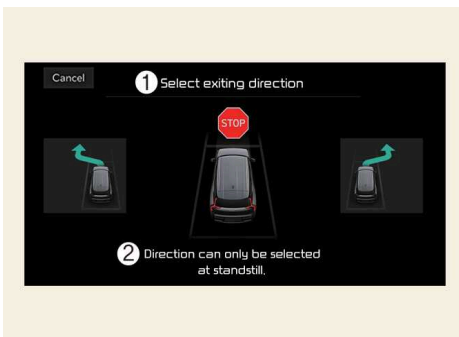 Cancel
1 Select exiting direction
STOP
2 Direction can only be selected
at standstill.